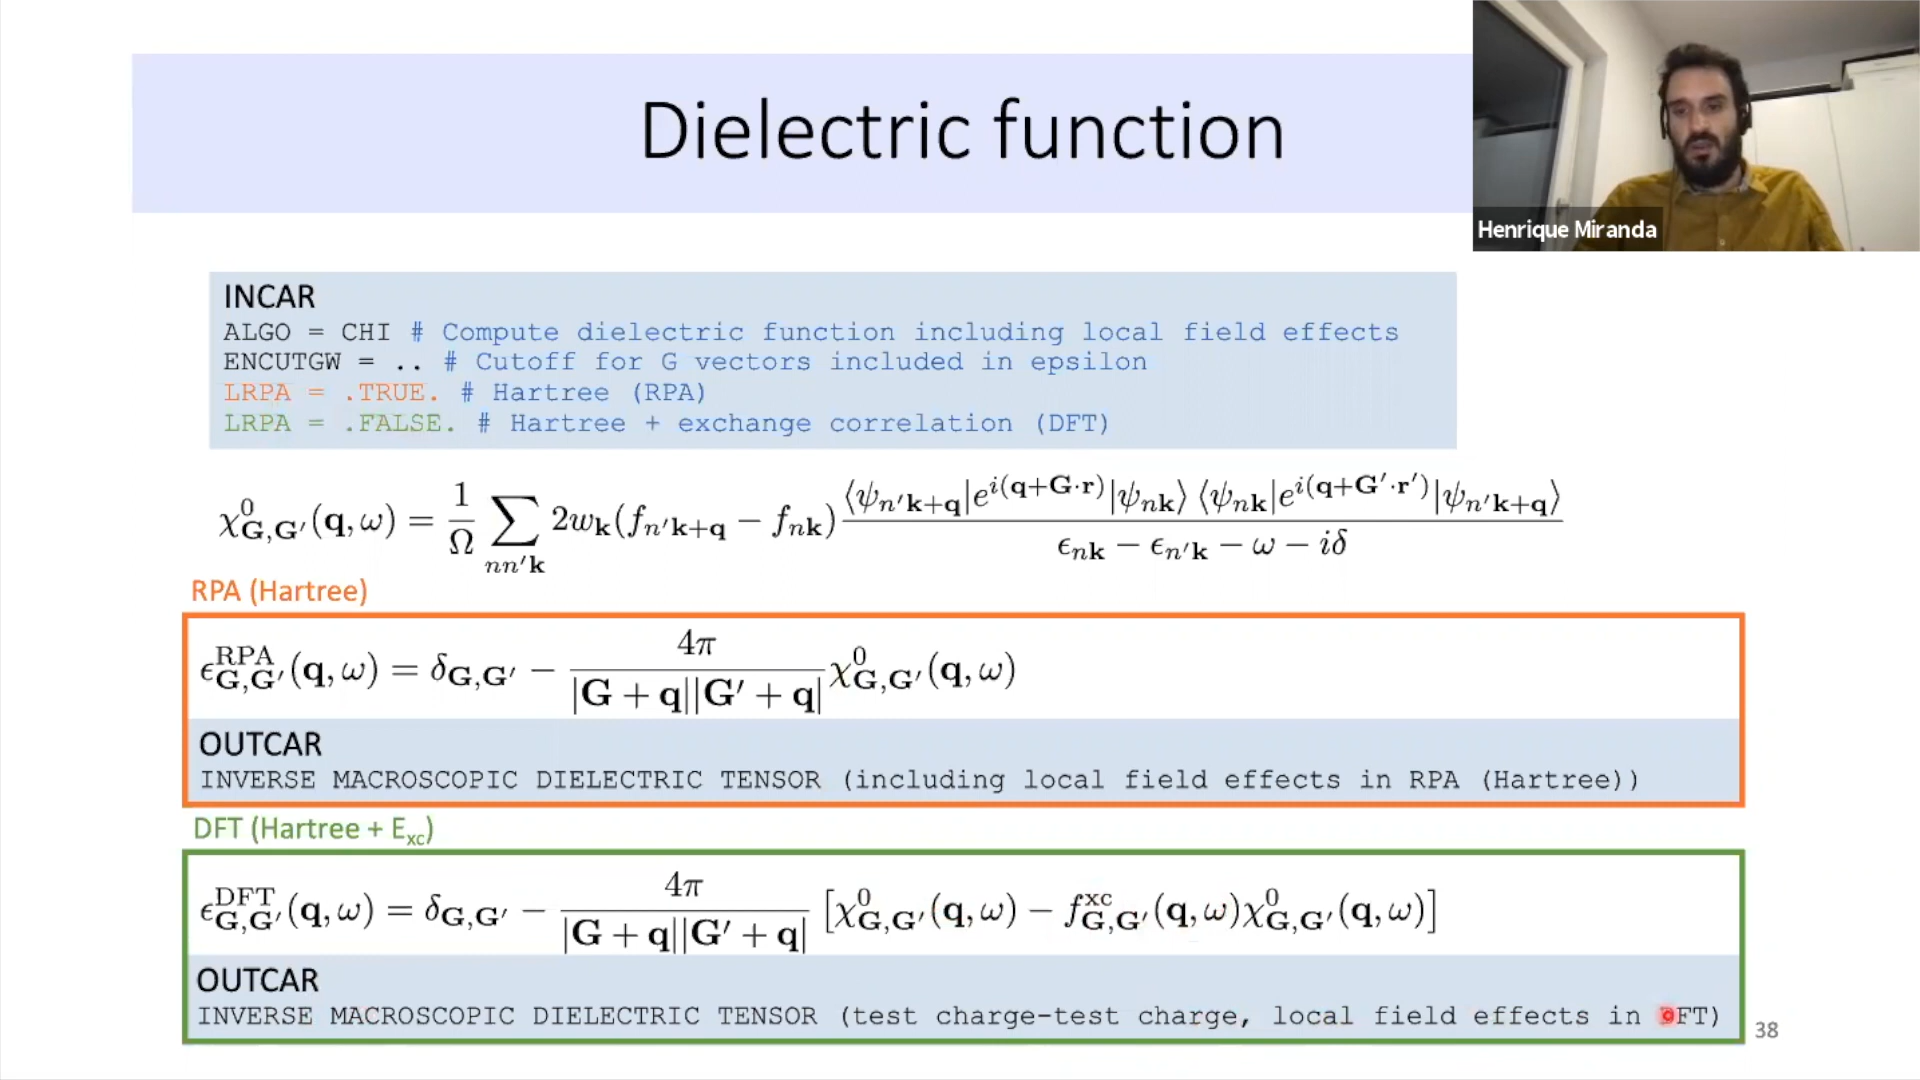 Dielectric function
Henrique Miranda
INCAR
ALGO = CHI # Compute dielectric function including local field effects
ENCUTGW = .. # Cutoff for G vectors included in epsilon
LRPA = .TRUE. # Hartree (RPA)
LRPA = .FALSE. # Hartree + exchange correlation (DFT)
χ⁰_{G,G′}(q,ω) = 1/Ω ∑_{nn′k} 2w_k(f_{n′k+q} − f_{nk}) ⟨ψ_{n′k+q}|e^{i(q+G·r)}|ψ_{nk}⟩ ⟨ψ_{nk}|e^{i(q+G′·r′)}|ψ_{n′k+q}⟩ / ϵ_{nk} − ϵ_{n′k} − ω − iδ
RPA (Hartree)
ϵ^{RPA}_{G,G′}(q,ω) = δ_{G,G′} − 4π / |G + q||G′ + q| χ⁰_{G,G′}(q,ω)
OUTCAR
INVERSE MACROSCOPIC DIELECTRIC TENSOR (including local field effects in RPA (Hartree))
DFT (Hartree + E_{xc})
ϵ^{DFT}_{G,G′}(q,ω) = δ_{G,G′} − 4π / |G + q||G′ + q| [χ⁰_{G,G′}(q,ω) − f^{xc}_{G,G′}(q,ω)χ⁰_{G,G′}(q,ω)]
OUTCAR
INVERSE MACROSCOPIC DIELECTRIC TENSOR (test charge-test charge, local field effects in DFT)
38